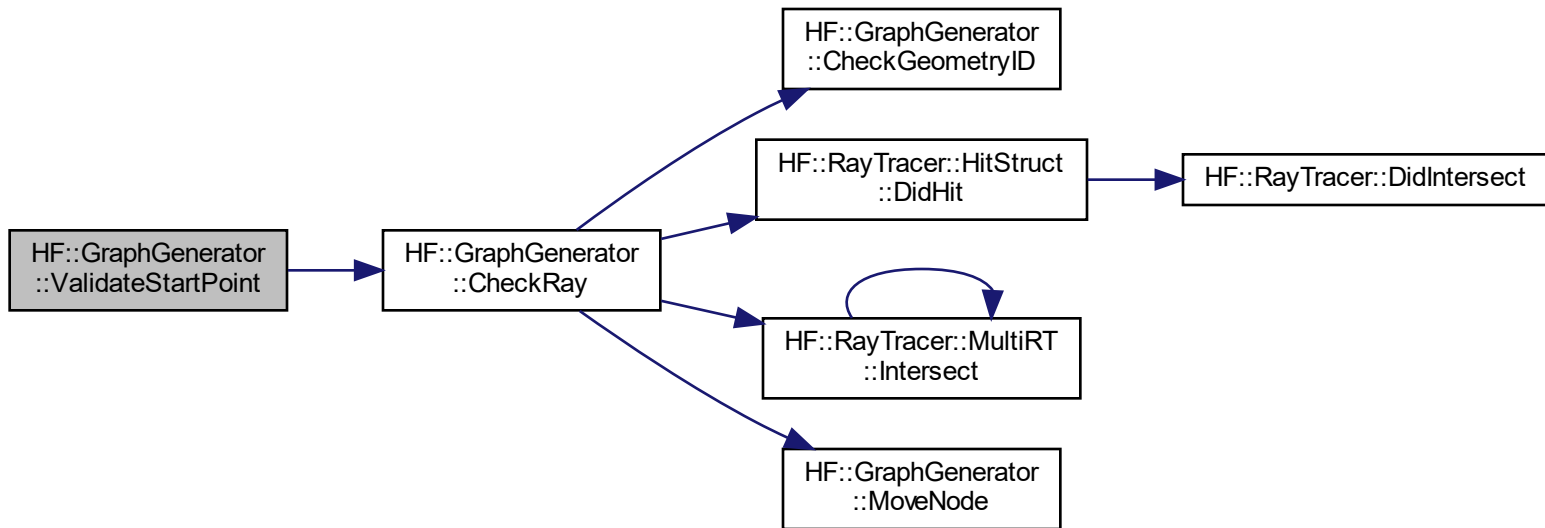 HF::GraphGenerator
::ValidateStartPoint
HF::GraphGenerator
::CheckRay
HF::GraphGenerator
::CheckGeometryID
HF::RayTracer::HitStruct
::DidHit
HF::RayTracer::DidIntersect
HF::RayTracer::MultiRT
::Intersect
HF::GraphGenerator
::MoveNode